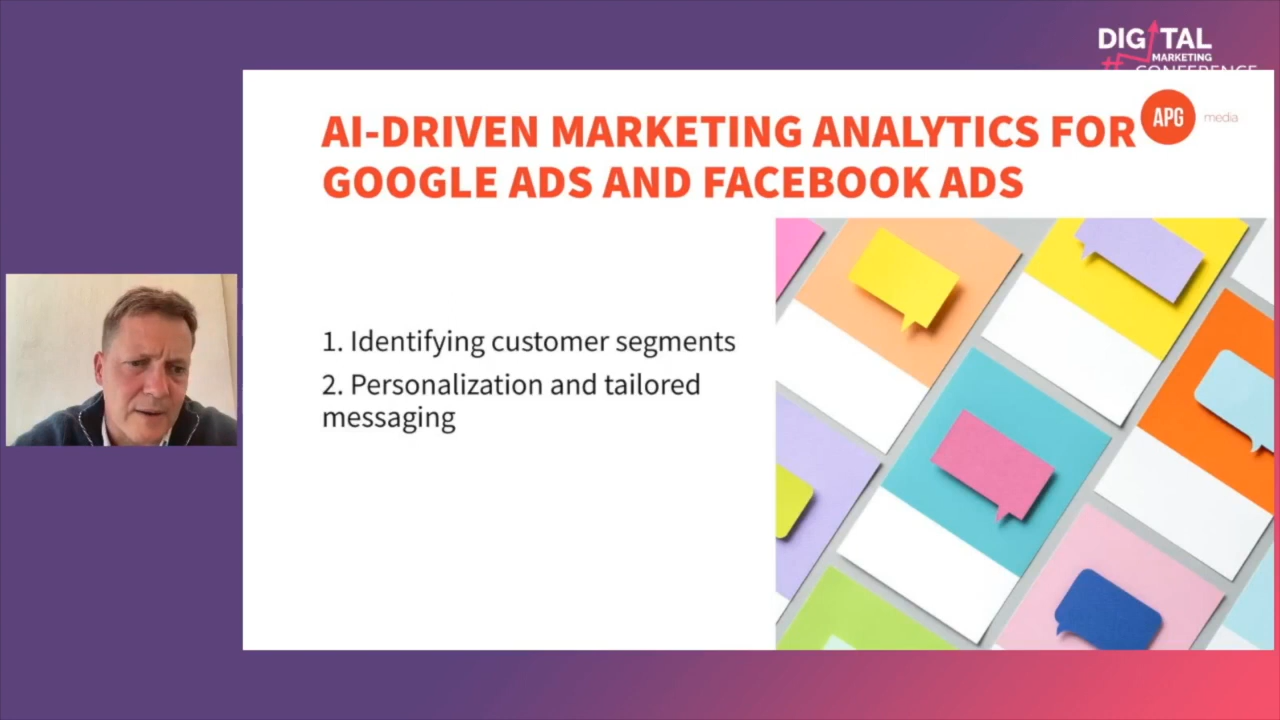 DIGITAL
MARKETING
# CONFERENCE
AI-DRIVEN MARKETING ANALYTICS FOR
GOOGLE ADS AND FACEBOOK ADS
APG media
1. Identifying customer segments
2. Personalization and tailored
messaging